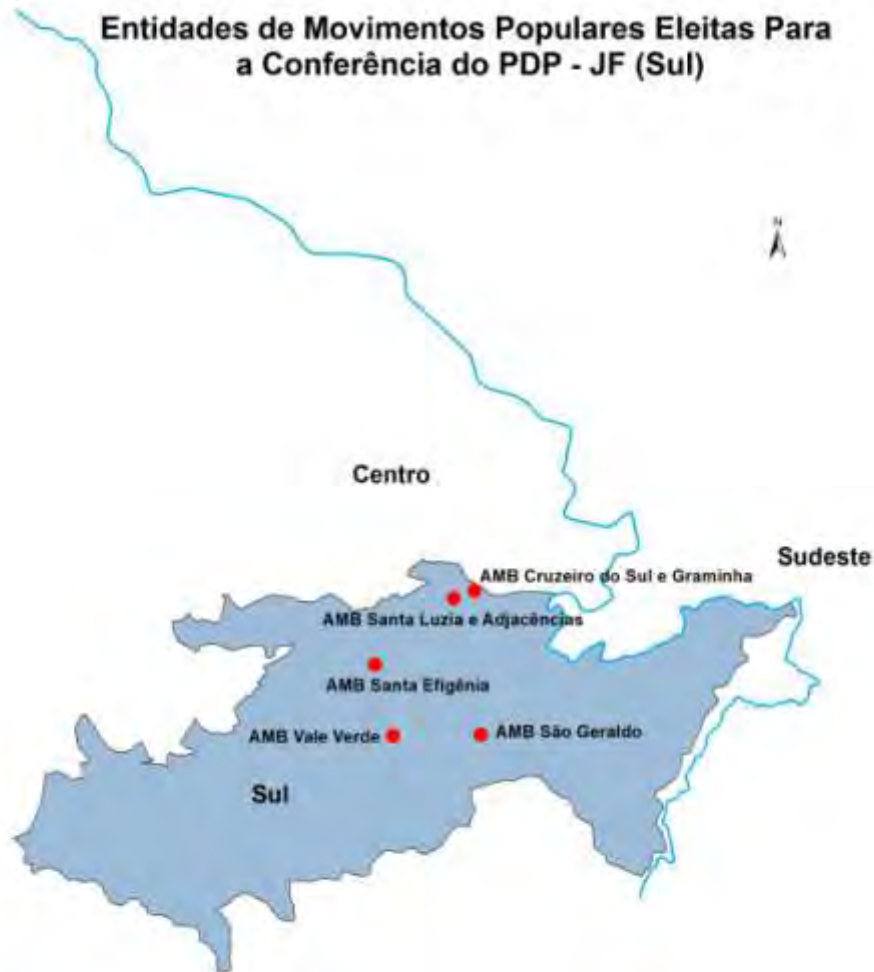 Entidades de Movimentos Populares Eleitas Para
a Conferência do PDP - JF (Sul)
N
Centro
Sudeste
AMB Cruzeiro do Sul e Graminha
AMB Santa Luzia e Adjacências
AMB Santa Efigênia
AMB Vale Verde
AMB São Geraldo
Sul